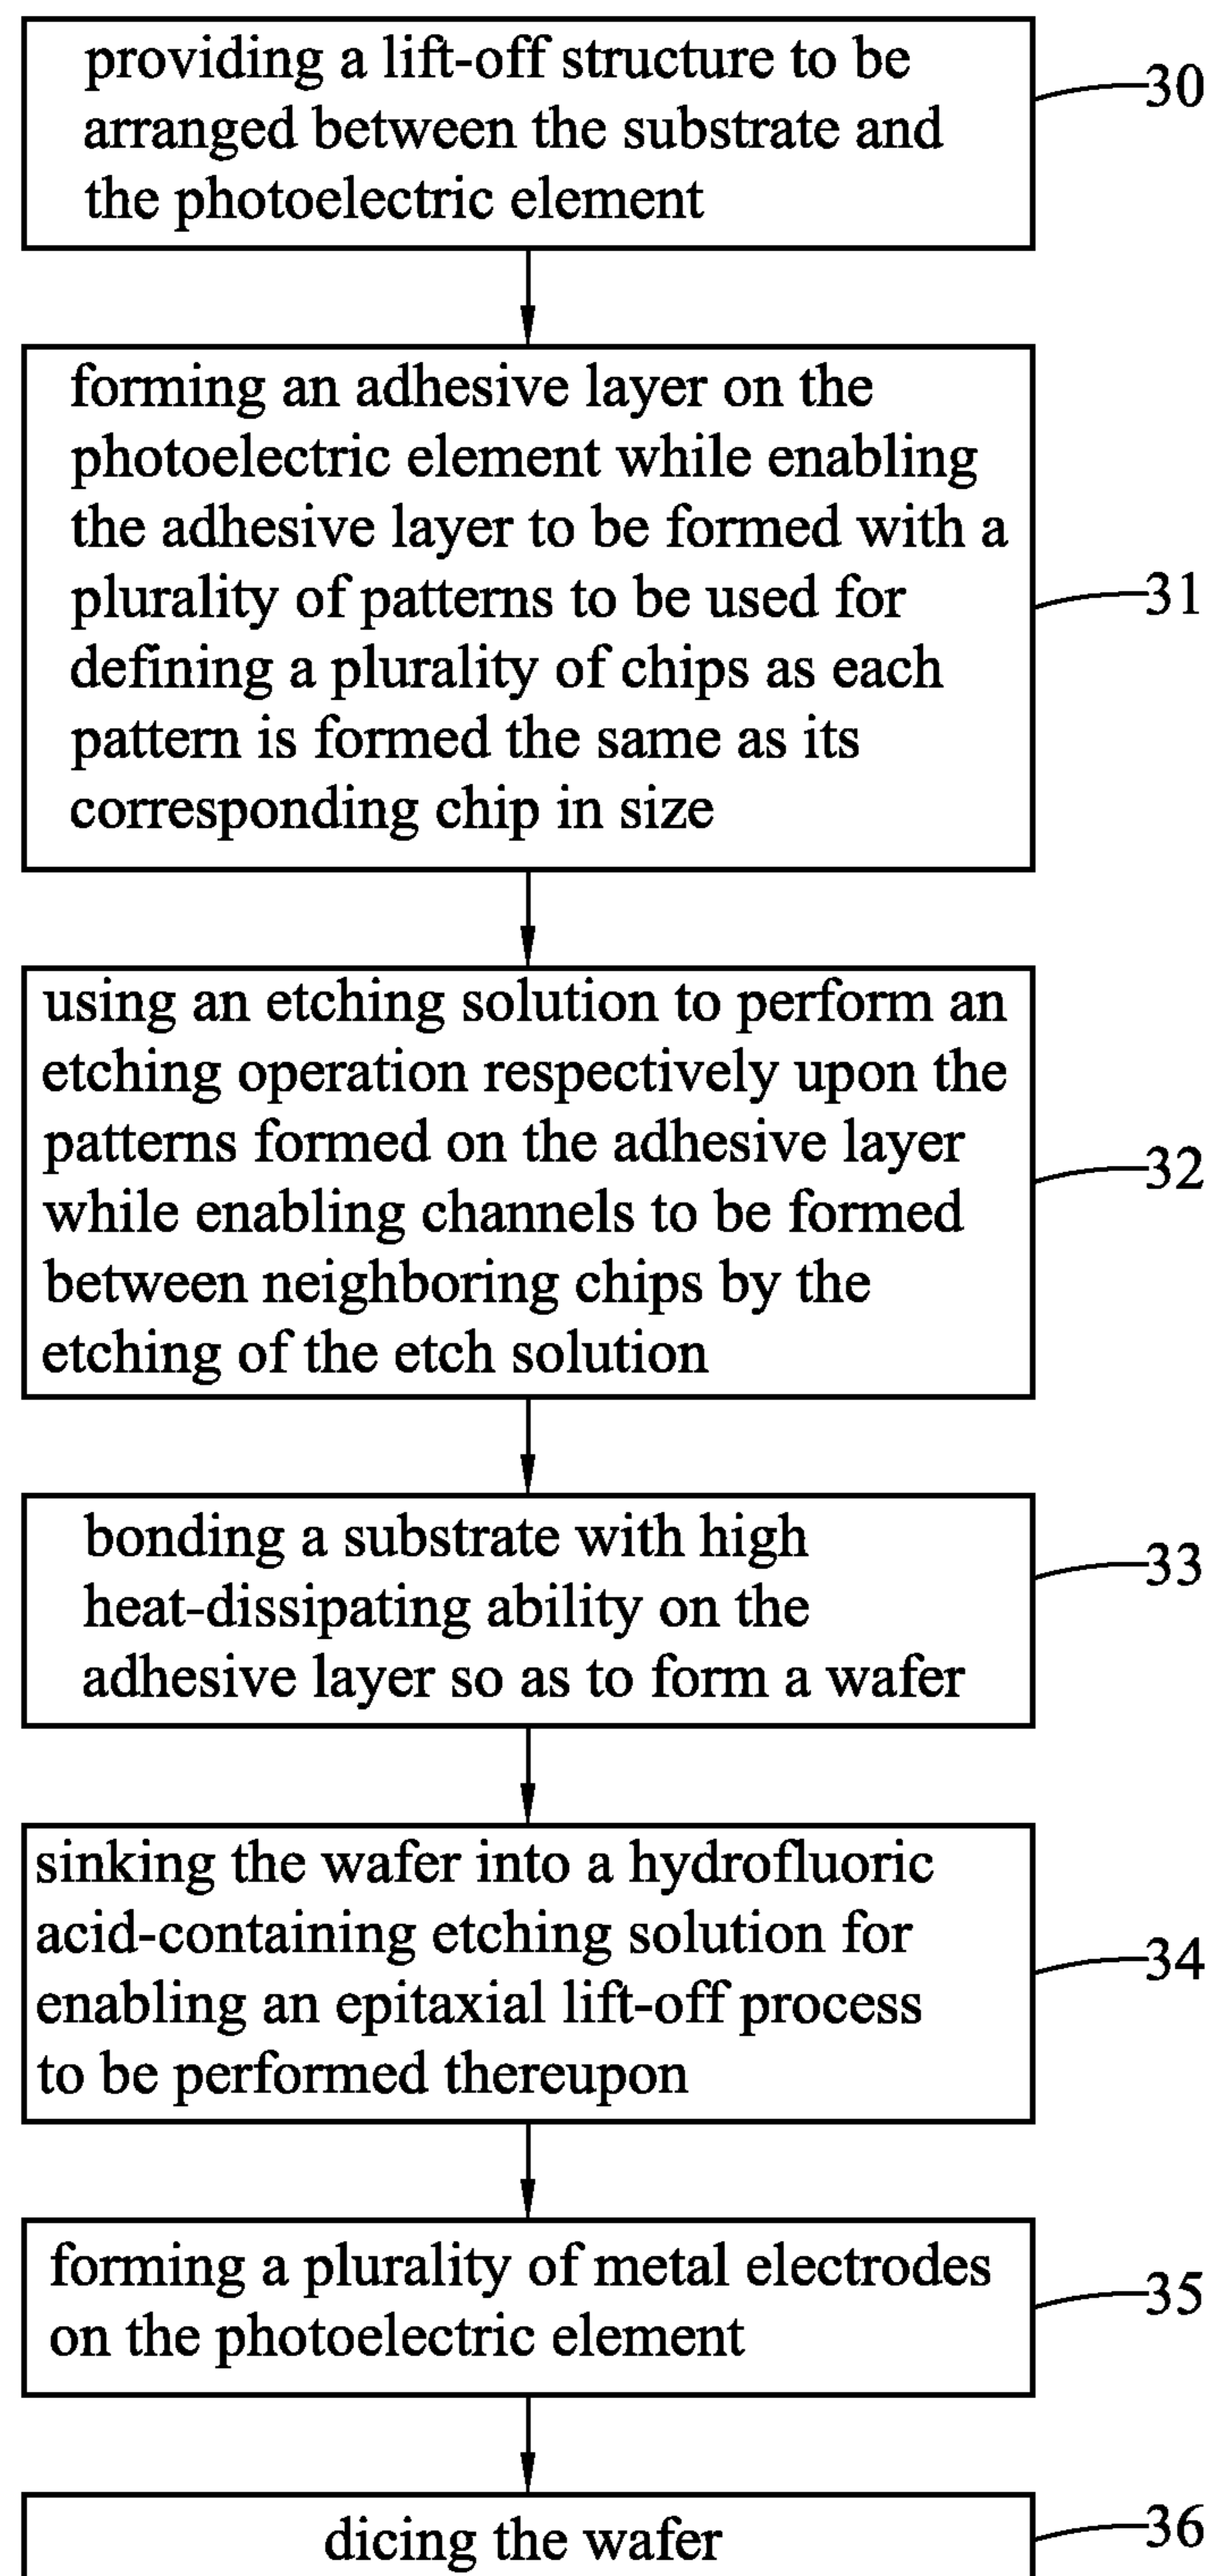 providing a lift-off structure to be
arranged between the substrate and
the photoelectric element
30
forming an adhesive layer on the
photoelectric element while enabling
the adhesive layer to be formed with a
plurality of patterns to be used for
defining a plurality of chips as each
pattern is formed the same as its
corresponding chip in size
31
using an etching solution to perform an
etching operation respectively upon the
patterns formed on the adhesive layer
while enabling channels to be formed
between neighboring chips by the
etching of the etch solution
32
bonding a substrate with high
heat-dissipating ability on the
adhesive layer so as to form a wafer
33
sinking the wafer into a hydrofluoric
acid-containing etching solution for
enabling an epitaxial lift-off process
to be performed thereupon
34
forming a plurality of metal electrodes
on the photoelectric element
35
dicing the wafer
36